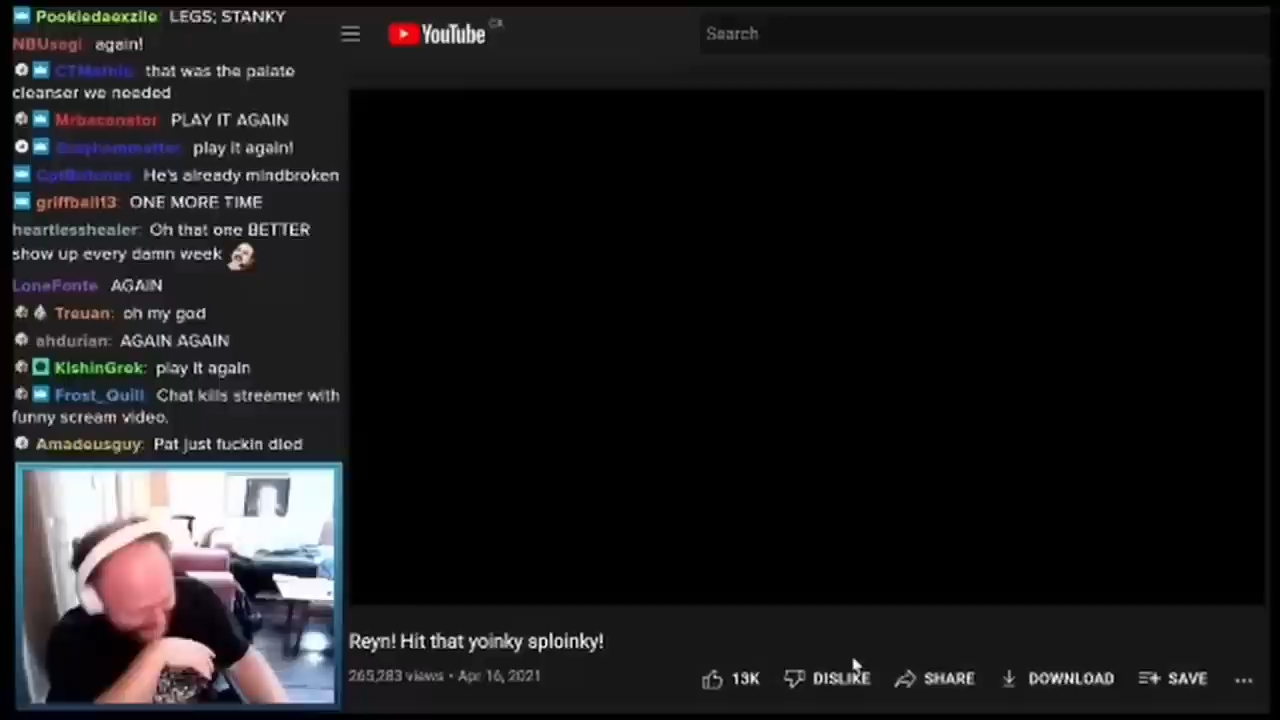 Pookiedaexzile LEGS; STANKY
NBUsagi again!
that was the palate
cleanser we needed
Mrbaconator PLAY IT AGAIN
play it again!
He's already mindbroken
griffball13: ONE MORE TIME
heartlesshealer: Oh that one BETTER
show up every damn week
LoneFonte AGAIN
Treuan: oh my god
ahdurian: AGAIN AGAIN
KishinGrek: play it again
Frost_Quill Chat kills streamer with
funny scream video.
Amadeusguy: Pat just fuckin died
YouTube CA
Search
Reyn! Hit that yoinky sploinky!
265,283 views • Apr 16, 2021
13K DISLIKE SHARE DOWNLOAD SAVE